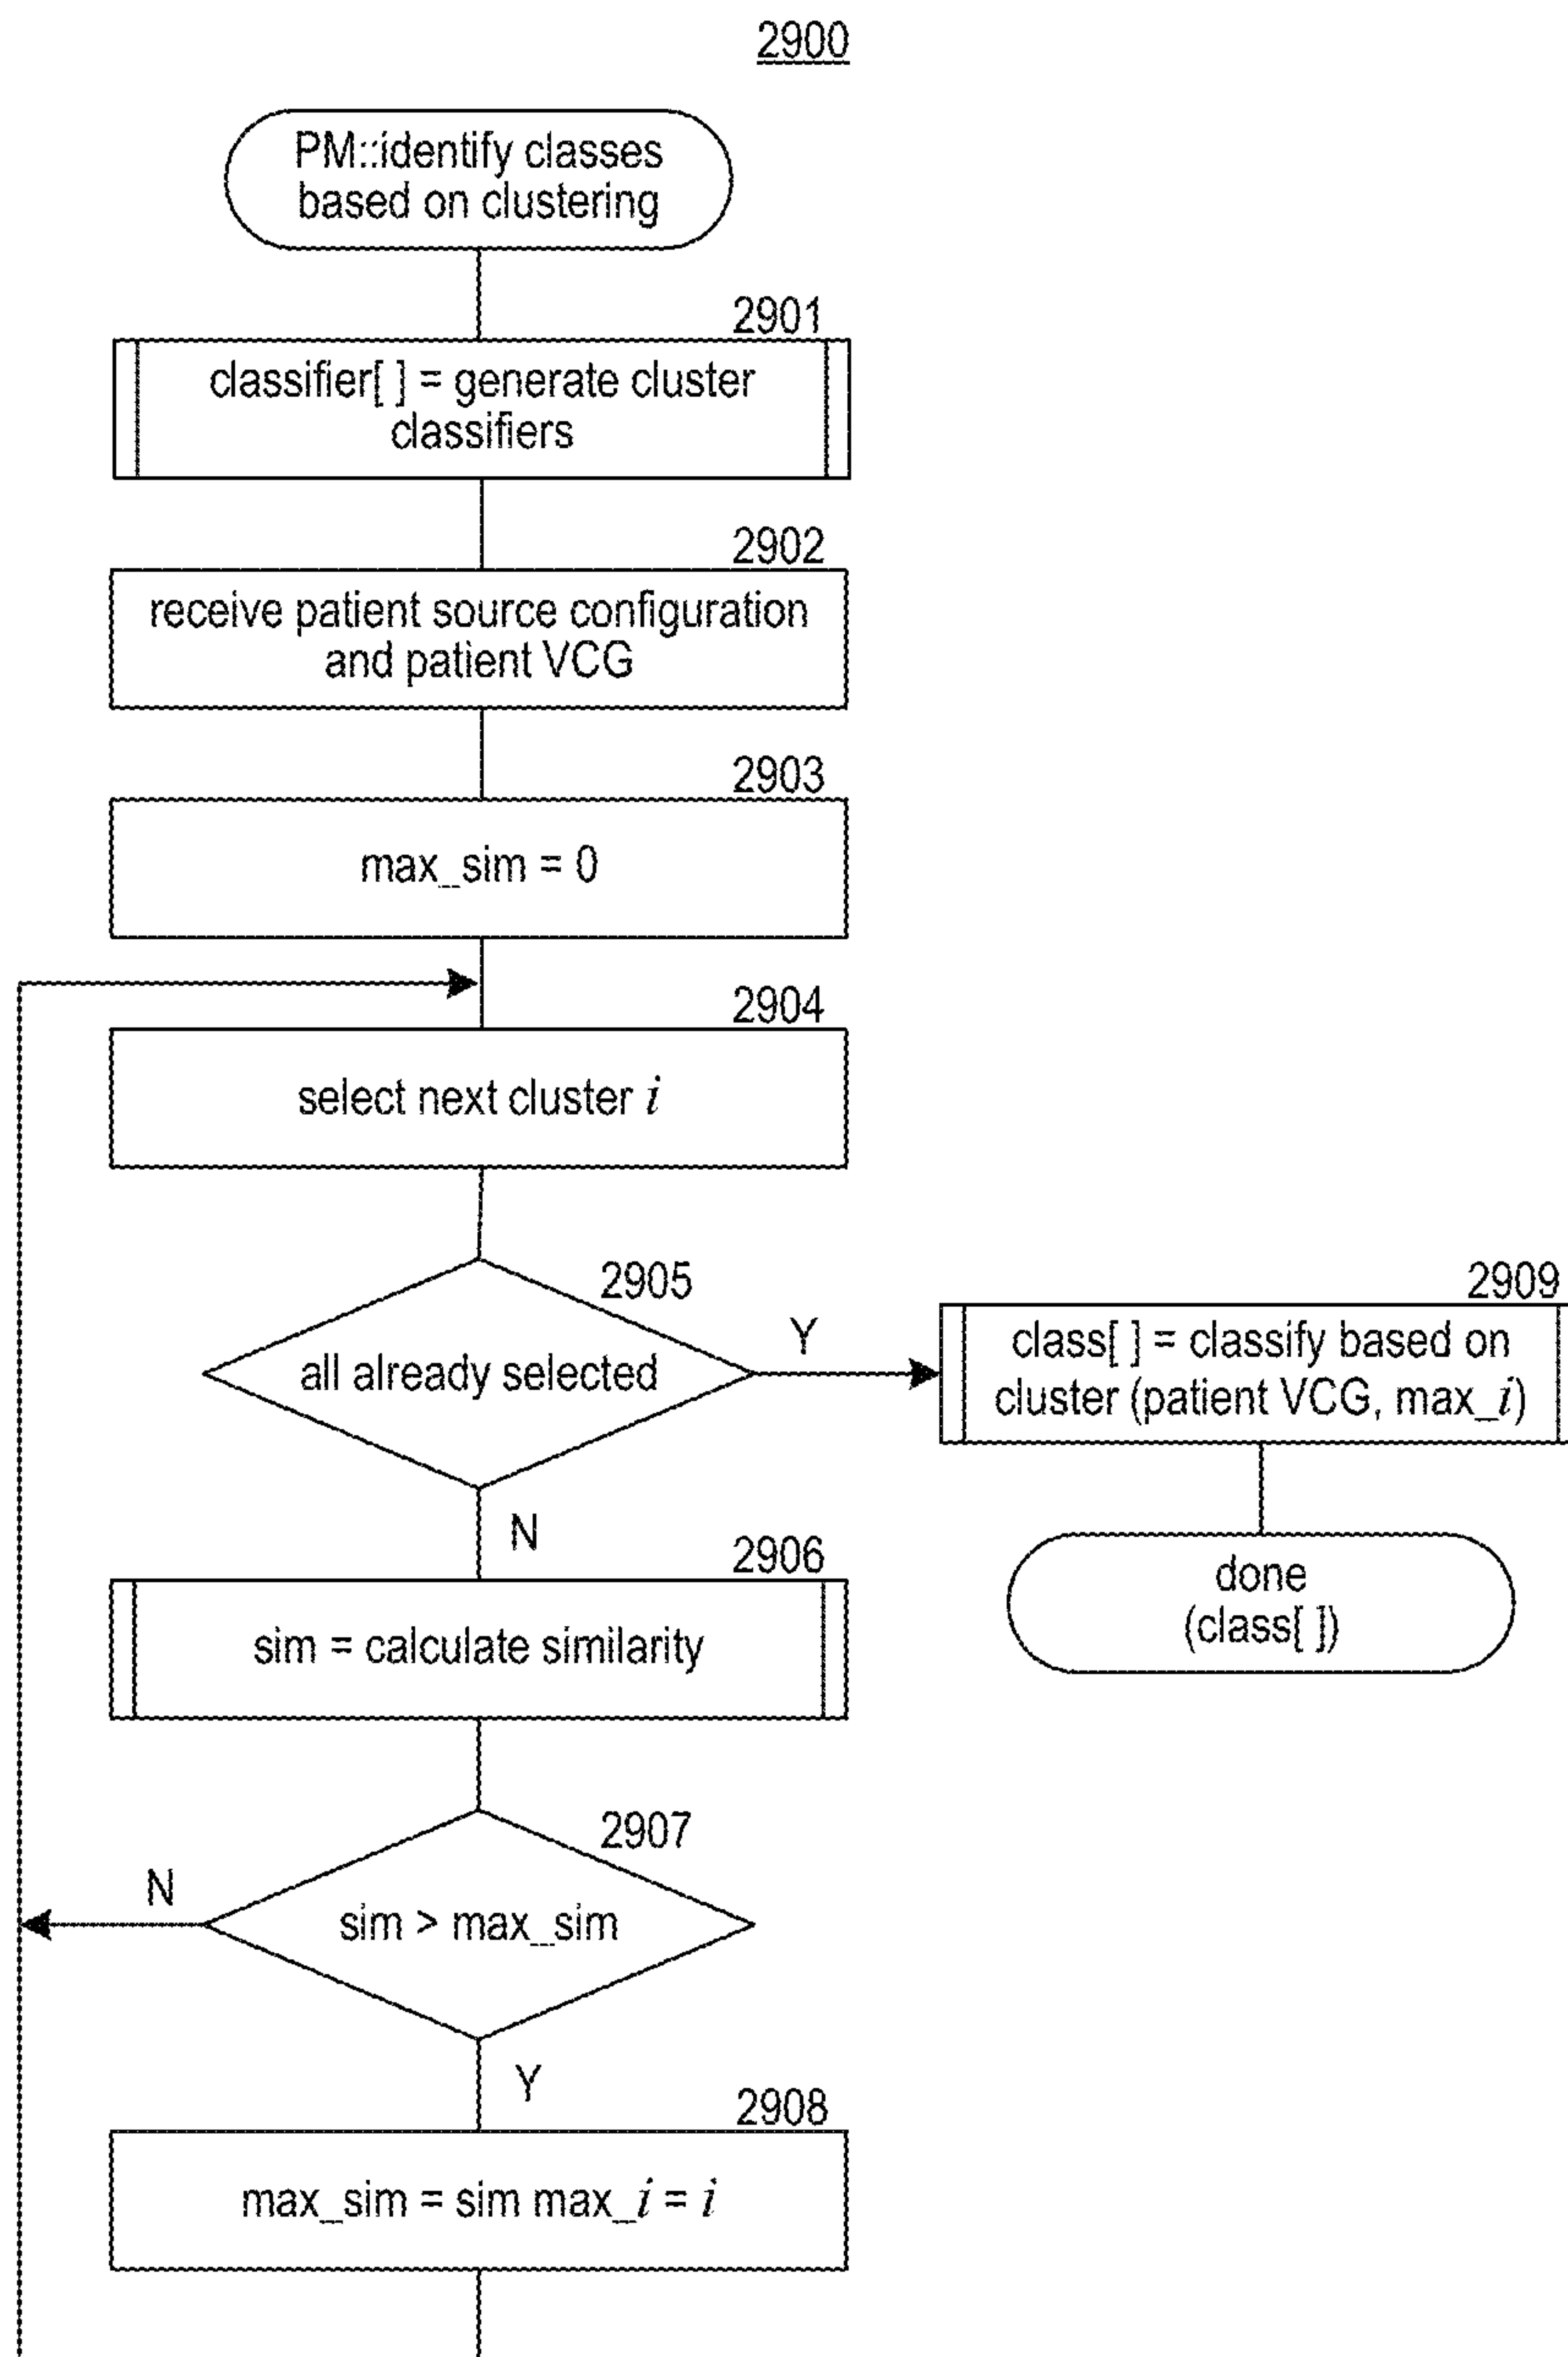 2900
PM::identify classes
based on clustering
2901
classifier[ ] = generate cluster
classifiers
2902
receive patient source configuration
and patient VCG
2903
max_sim = 0
2904
select next cluster i
2905
all already selected
Y
N
2909
class[ ] = classify based on
cluster (patient VCG, max_i)
done
(class[ ])
2906
sim = calculate similarity
2907
sim > max_sim
N
Y
2908
max_sim = sim max_i = i